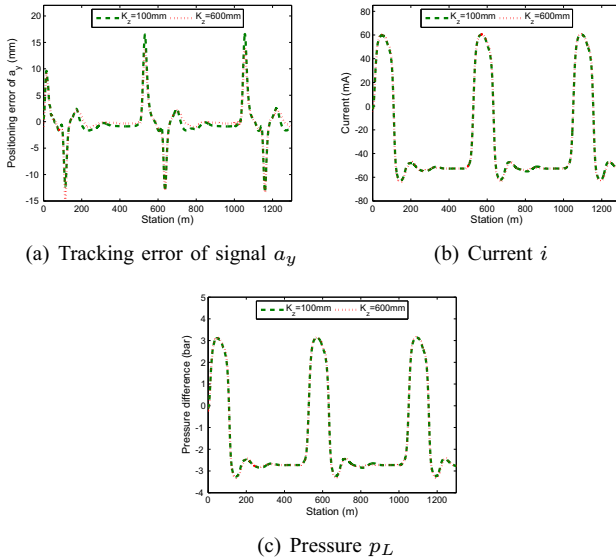 K_z=100mm K_z=600mm
Positioning error of a_y (mm)
20
15
10
5
0
-5
-10
-15
0 200 400 600 800 1000 1200
Station (m)
(a) Tracking error of signal a_y
K_z=100mm K_z=600mm
Current (mA)
80
60
40
20
0
-20
-40
-60
-80
0 200 400 600 800 1000 1200
Station (m)
(b) Current i
K_z=100mm K_z=600mm
Pressure difference (bar)
5
4
3
2
1
0
-1
-2
-3
-4
0 200 400 600 800 1000 1200
Station (m)
(c) Pressure p_L